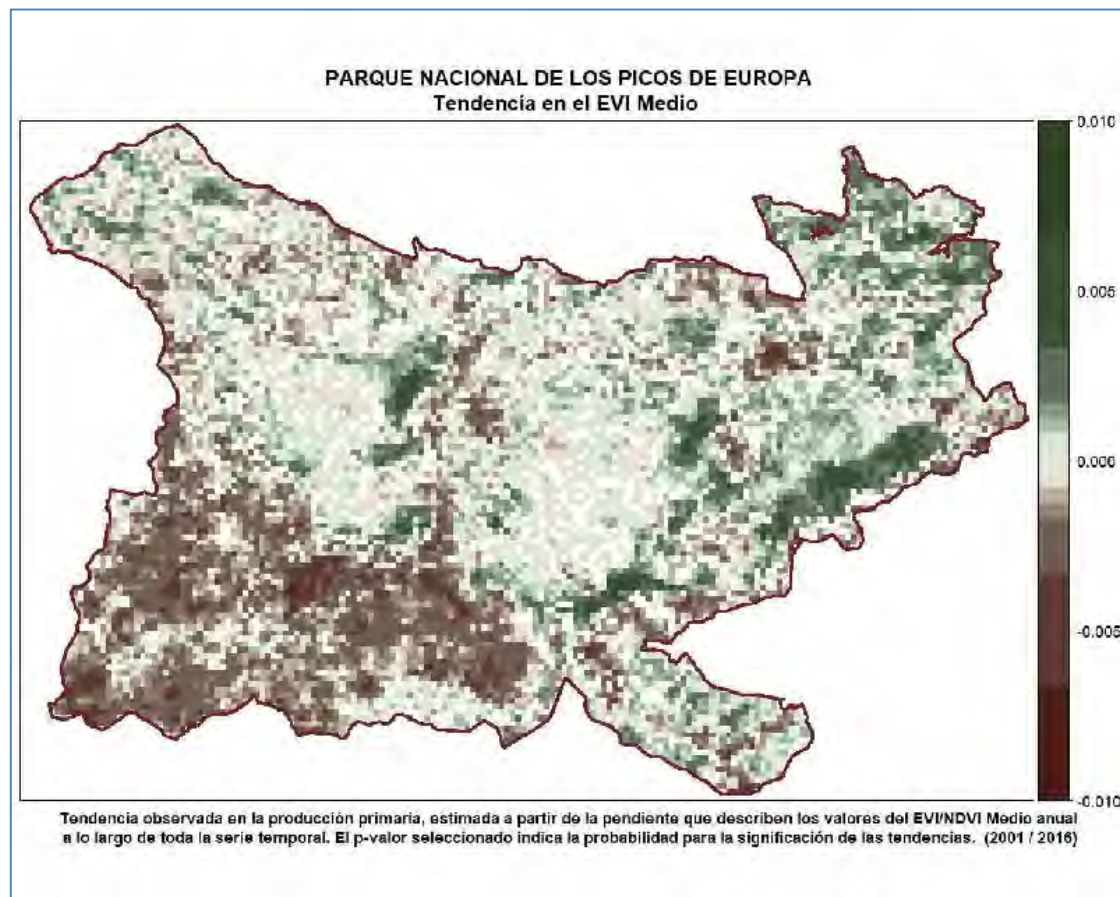 PARQUE NACIONAL DE LOS PICOS DE EUROPA
Tendencia en el EVI Medio
0.010
0.005
0.000
-0.005
-0.010
Tendencia observada en la producción primaria, estimada a partir de la pendiente que describen los valores del EVI/NDVI Medio anual
a lo largo de toda la serie temporal. El p-valor seleccionado indica la probabilidad para la significación de las tendencias. (2001 / 2016)